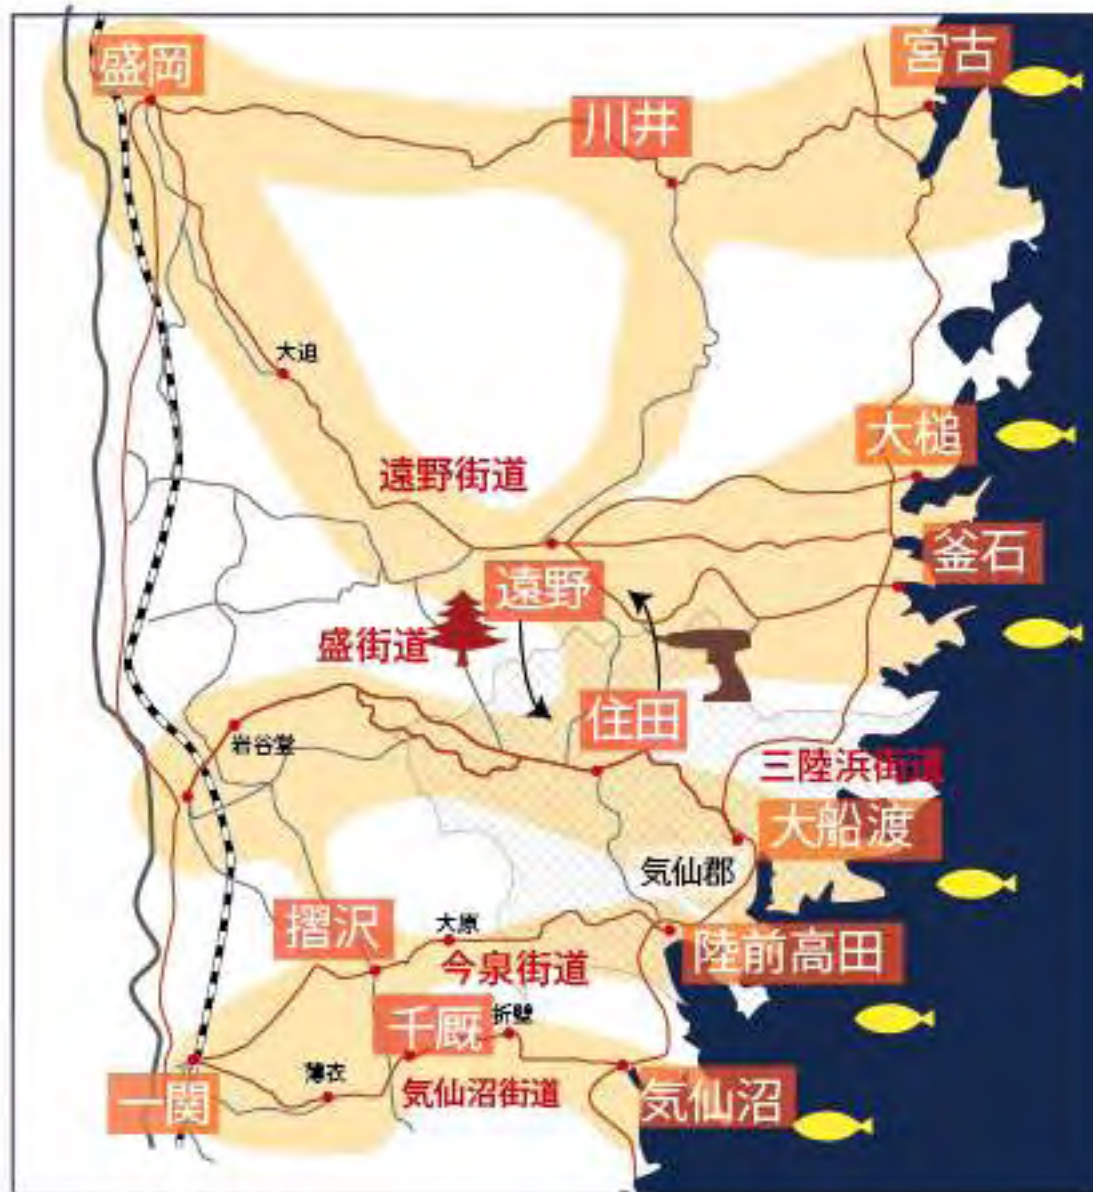 盛岡
宮古
川井
大迫
大槌
遠野街道
釜石
遠野
盛街道
住田
岩谷堂
三陸浜街道
大船渡
気仙郡
摺沢
大原
陸前高田
今泉街道
千厩
折壁
薄衣
気仙沼街道
気仙沼
一関